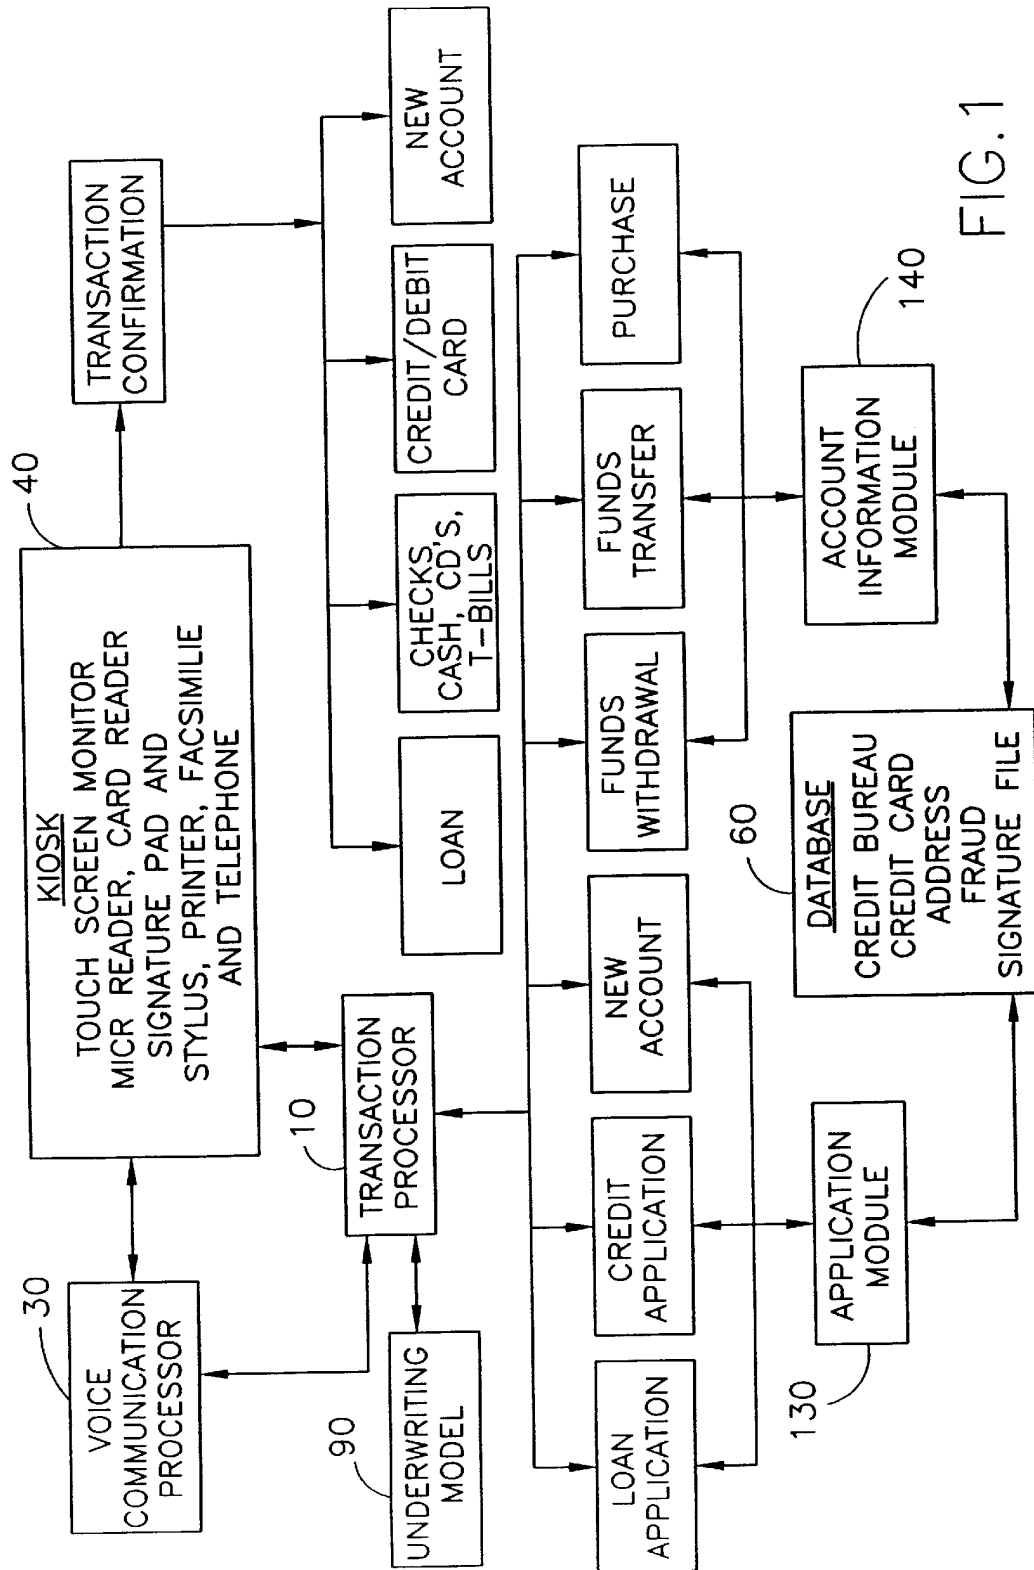 40
KIOSK
TOUCH SCREEN MONITOR
MICR READER, CARD READER
SIGNATURE PAD AND
STYLUS, PRINTER, FACSIMILIE
AND TELEPHONE
30
VOICE
COMMUNICATION
PROCESSOR
TRANSACTION
CONFIRMATION
10
TRANSACTION
PROCESSOR
90
UNDERWRITING
MODEL
LOAN
CHECKS,
CASH, CD'S,
T-BILLS
CREDIT/DEBIT
CARD
NEW
ACCOUNT
LOAN
APPLICATION
CREDIT
APPLICATION
NEW
ACCOUNT
FUNDS
WITHDRAWAL
FUNDS
TRANSFER
PURCHASE
130
APPLICATION
MODULE
60
DATABASE
CREDIT BUREAU
CREDIT CARD
ADDRESS
FRAUD
SIGNATURE FILE
140
ACCOUNT
INFORMATION
MODULE
FIG. 1